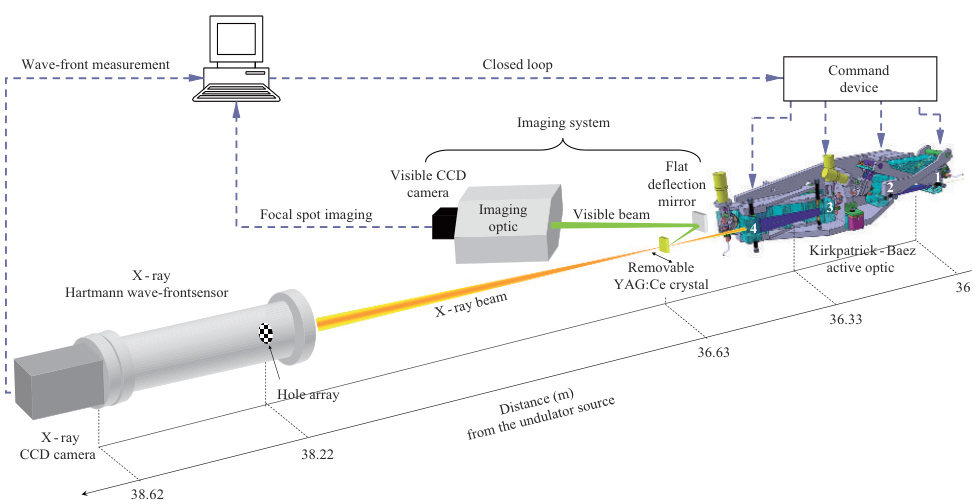 Wave-front measurement
Closed loop
Command
device
Imaging system
Visible CCD
camera
Flat
deflection
mirror
Focal spot imaging
Imaging
optic
Visible beam
2
3
4
X-ray
Hartmann wave-frontsensor
X-ray beam
Removable
YAG:Ce crystal
Kirkpatrick-Baez
active optic
36
36.33
36.63
Hole array
Distance (m)
from the undulator source
X-ray
CCD camera
38.22
38.62